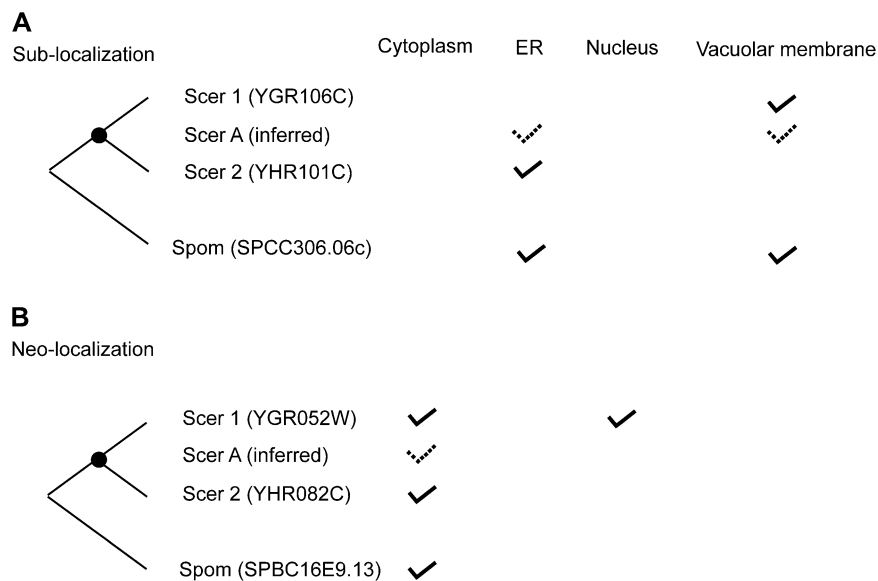 A
Sub-localization
Cytoplasm ER Nucleus Vacuolar membrane
Scer 1 (YGR106C)
Scer A (inferred)
Scer 2 (YHR101C)
Spom (SPCC306.06c)
B
Neo-localization
Scer 1 (YGR052W)
Scer A (inferred)
Scer 2 (YHR082C)
Spom (SPBC16E9.13)